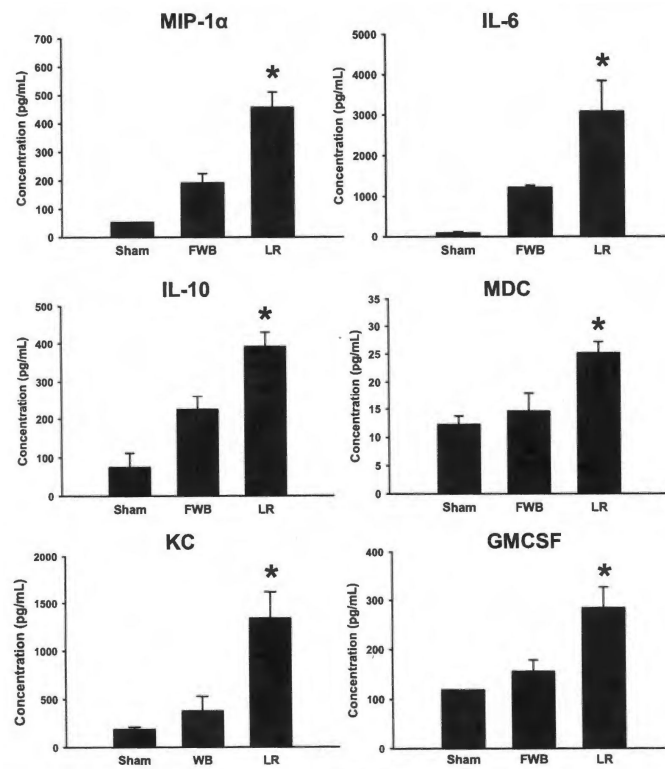 MIP-1α
Concentration (pg/mL)
700
600
500
400
300
200
100
0
*
Sham FWB LR
IL-6
Concentration (pg/mL)
5000
4000
3000
2000
1000
0
*
Sham FWB LR
IL-10
Concentration (pg/mL)
500
400
300
200
100
0
*
Sham FWB LR
MDC
Concentration (pg/mL)
35
30
25
20
15
10
5
0
*
Sham FWB LR
KC
Concentration (pg/mL)
2000
1500
1000
500
0
*
Sham WB LR
GMCSF
Concentration (pg/mL)
400
300
200
100
0
*
Sham FWB LR